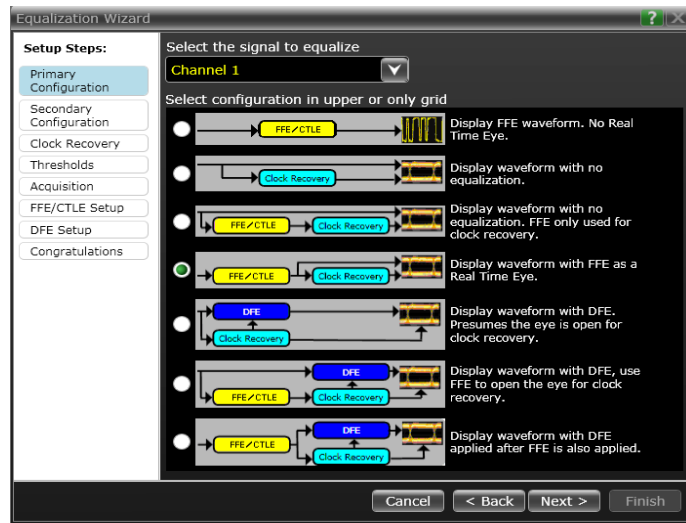 Equalization Wizard
? X
Setup Steps:
Primary
Configuration
Secondary
Configuration
Clock Recovery
Thresholds
Acquisition
FFE/CTLE Setup
DFE Setup
Congratulations
Select the signal to equalize
Channel 1
Select configuration in upper or only grid
FFE/CTLE
Display FFE waveform. No Real
Time Eye.
Clock Recovery
Display waveform with no
equalization.
FFE/CTLE Clock Recovery
Display waveform with no
equalization. FFE only used for
clock recovery.
FFE/CTLE Clock Recovery
Display waveform with FFE as a
Real Time Eye.
DFE
Clock Recovery
Display waveform with DFE.
Presumes the eye is open for
clock recovery.
DFE
FFE/CTLE Clock Recovery
Display waveform with DFE, use
FFE to open the eye for clock
recovery.
DFE
FFE/CTLE Clock Recovery
Display waveform with DFE
applied after FFE is also applied.
Cancel < Back Next > Finish